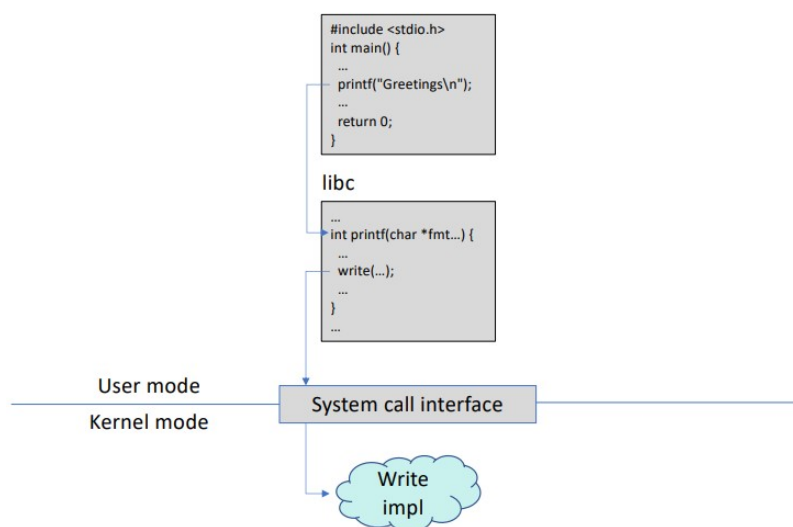 #include <stdio.h>
int main() {
…
printf("Greetings\n");
…
return 0;
}
libc
…
int printf(char *fmt…) {
…
write(…);
…
}
…
User mode
System call interface
Kernel mode
Write
impl